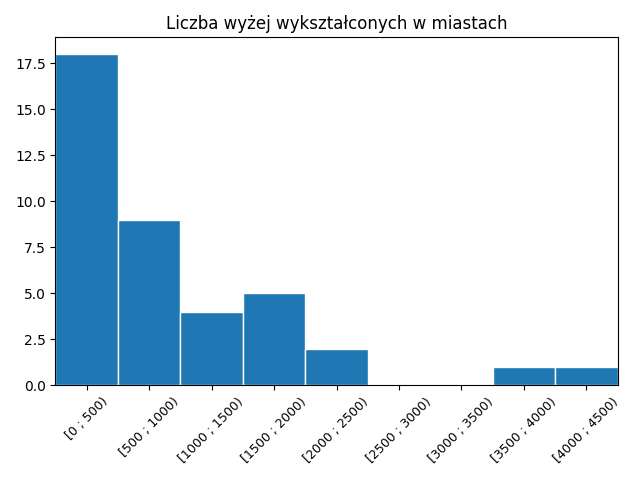 Liczba wyżej wykształconych w miastach
17.5
15.0
12.5
10.0
7.5
5.0
2.5
0.0
[0 ; 500)
[500 ; 1000)
[1000 ; 1500)
[1500 ; 2000)
[2000 ; 2500)
[2500 ; 3000)
[3000 ; 3500)
[3500 ; 4000)
[4000 ; 4500)